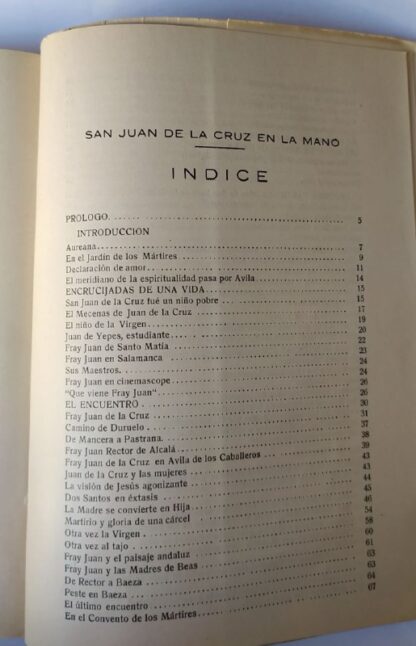 SAN JUAN DE LA CRUZ EN LA MANO
INDICE
PROLOGO. 5
INTRODUCCION
Aureana 7
En el Jardín de los Mártires 9
Declaración de amor 11
El meridiano de la espiritualidad pasa por Avila 14
ENCRUCIJADAS DE UNA VIDA 15
San Juan de la Cruz fué un niño pobre 15
El Mecenas de Juan de la Cruz 17
El niño de la Virgen 19
Juan de Yepes, estudiante 20
Fray Juan de Santo Matía 22
Fray Juan en Salamanca 23
Sus Maestros. 24
Fray Juan en cinemascope 24
"Que viene Fray Juan" 26
EL ENCUENTRO 26
Fray Juan de la Cruz 30
Camino de Duruelo 31
De Mancera a Pastrana. 37
Fray Juan Rector de Alcalá 38
Fray Juan de la Cruz en Avila de los Caballeros 39
Juan de la Cruz y las mujeres 43
La visión de Jesús agonizante 43
Dos Santos en éxtasis 44
La Madre se convierte en Hija 45
Martirio y gloria de una cárcel 46
Otra vez la Virgen 54
Otra vez al tajo 58
Fray Juan y el paisaje andaluz 60
Fray Juan y las Madres de Beas 61
De Rector a Baeza 63
Peste en Baeza 63
El último encuentro 64
En el Convento de los Mártires 67